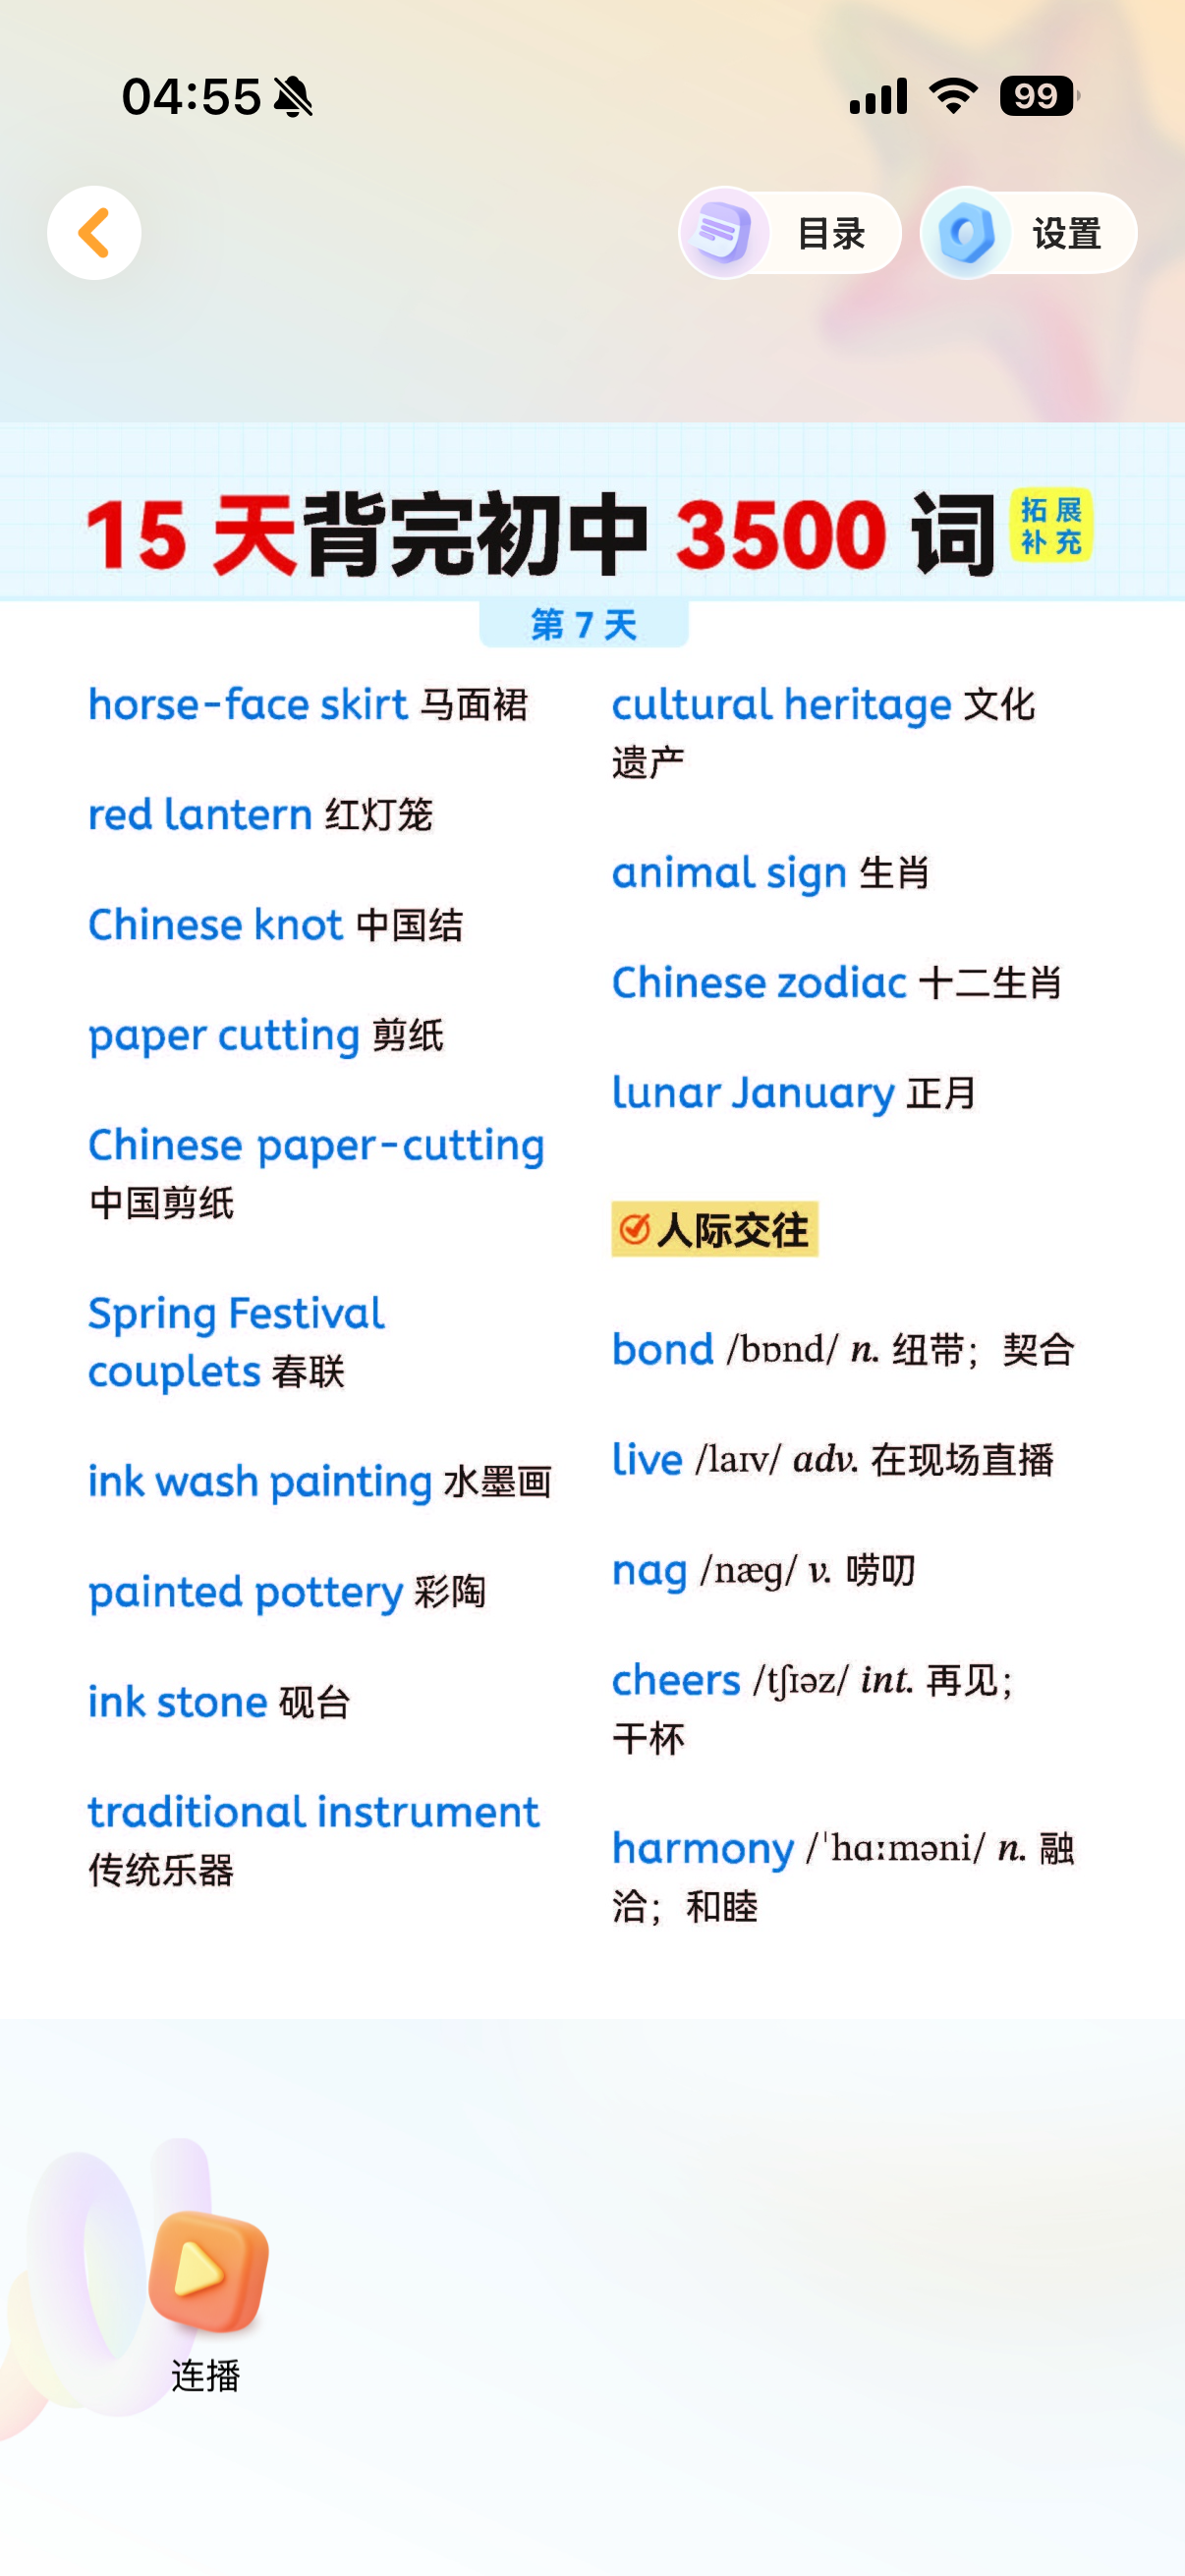 04:55
99
目录
设置
15 天背完初中 3500 词
拓展
补充
第 7 天
horse-face skirt 马面裙
red lantern 红灯笼
Chinese knot 中国结
paper cutting 剪纸
Chinese paper-cutting
中国剪纸
Spring Festival
couplets 春联
ink wash painting 水墨画
painted pottery 彩陶
ink stone 砚台
traditional instrument
传统乐器
cultural heritage 文化
遗产
animal sign 生肖
Chinese zodiac 十二生肖
lunar January 正月
人际交往
bond /bɒnd/ n. 纽带；契合
live /laɪv/ adv. 在现场直播
nag /næɡ/ v. 唠叨
cheers /tʃɪəz/ int. 再见；
干杯
harmony /ˈhɑːməni/ n. 融
洽；和睦
连播